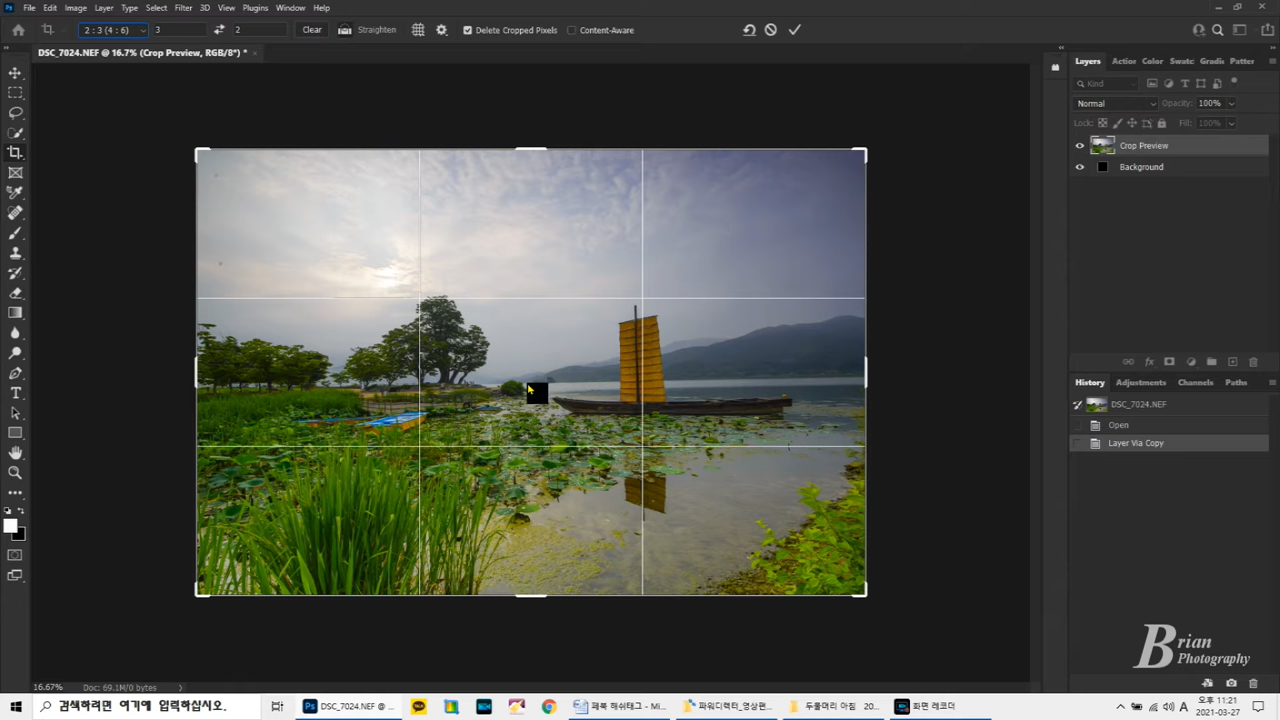 Ps File Edit Image Layer Type Select Filter 3D View Plugins Window Help
2 : 3 (4 : 6) 3 2 Clear Straighten Delete Cropped Pixels Content-Aware
DSC_7024.NEF @ 16.7% (Crop Preview, RGB/8*) *
Layers Action Color Swatc Gradie Patter
Kind
Normal Opacity: 100%
Lock: Fill: 100%
Crop Preview
Background
History Adjustments Channels Paths
DSC_7024.NEF
Open
Layer Via Copy
Brian
Photography
16.67% Doc: 69.1M/0 bytes
검색하려면 여기에 입력하십시오.
Ps DSC_7024.NEF @ ...
TALK
페북 해쉬태그 - Mi...
파워디렉터_영상편...
두물머리 아침 20...
화면 레코더
A 오후 11:21
2021-03-27